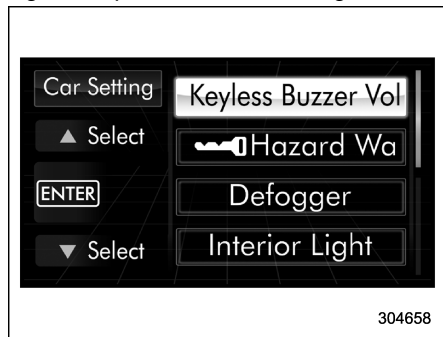 Car Setting
Keyless Buzzer Vol
▲ Select
Hazard Wa
ENTER
Defogger
▼ Select
Interior Light
304658